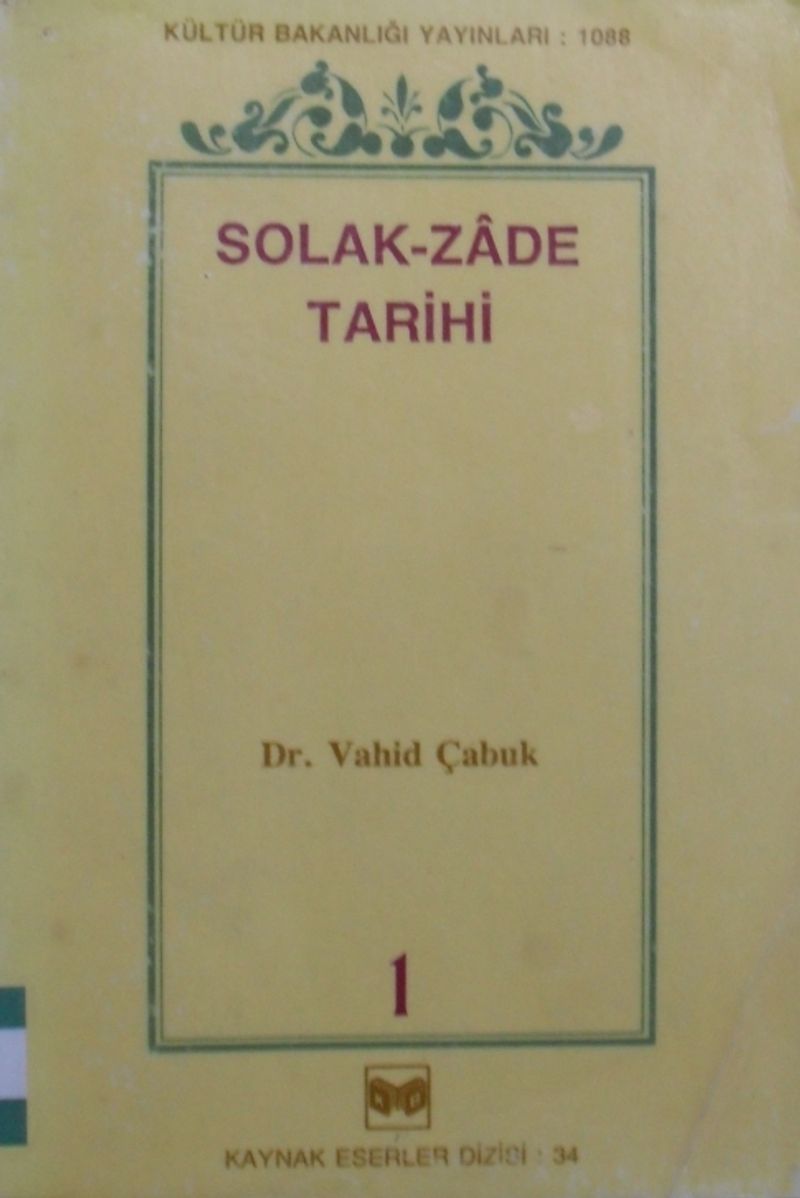 KÜLTÜR BAKANLIĞI YAYINLARI : 1088
SOLAK-ZÂDE
TARİHİ
Dr. Vahid Çabuk
1
KAYNAK ESERLER DİZİSİ : 34